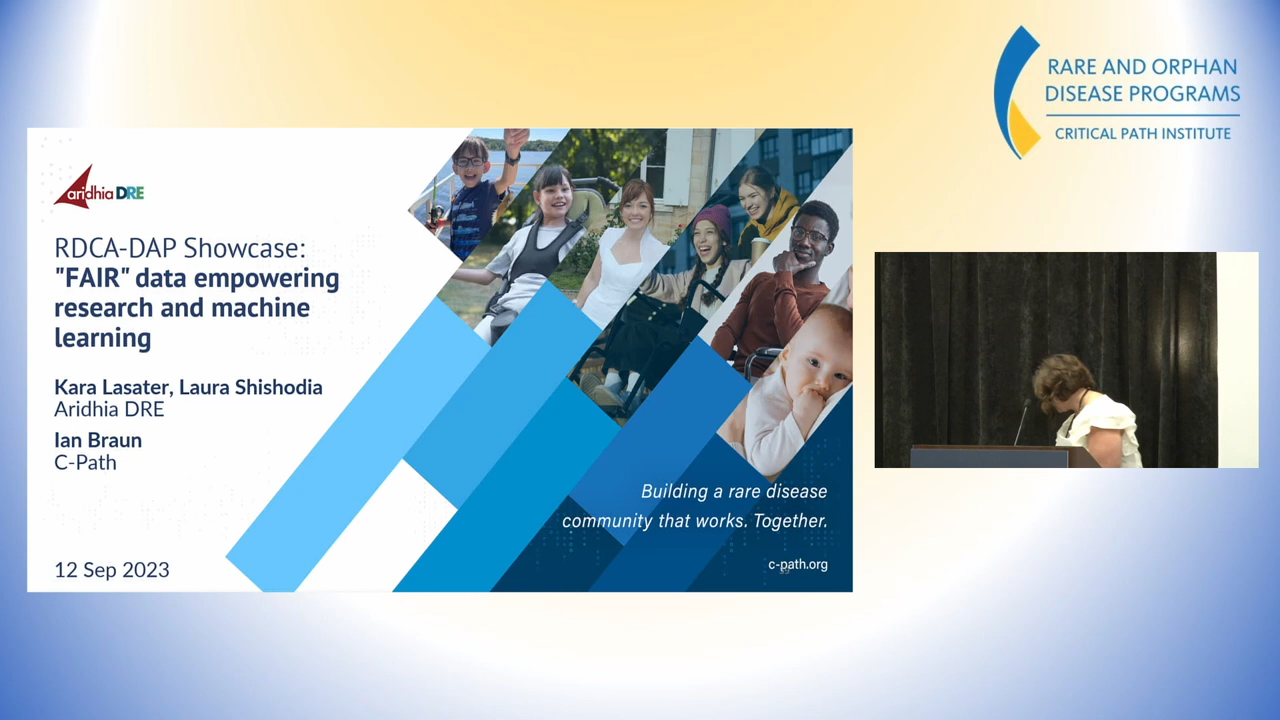 RARE AND ORPHAN
DISEASE PROGRAMS
CRITICAL PATH INSTITUTE
aridhia DRE
RDCA-DAP Showcase:
"FAIR" data empowering
research and machine
learning
Kara Lasater, Laura Shishodia
Aridhia DRE
Ian Braun
C-Path
12 Sep 2023
Building a rare disease
community that works. Together.
c-path.org